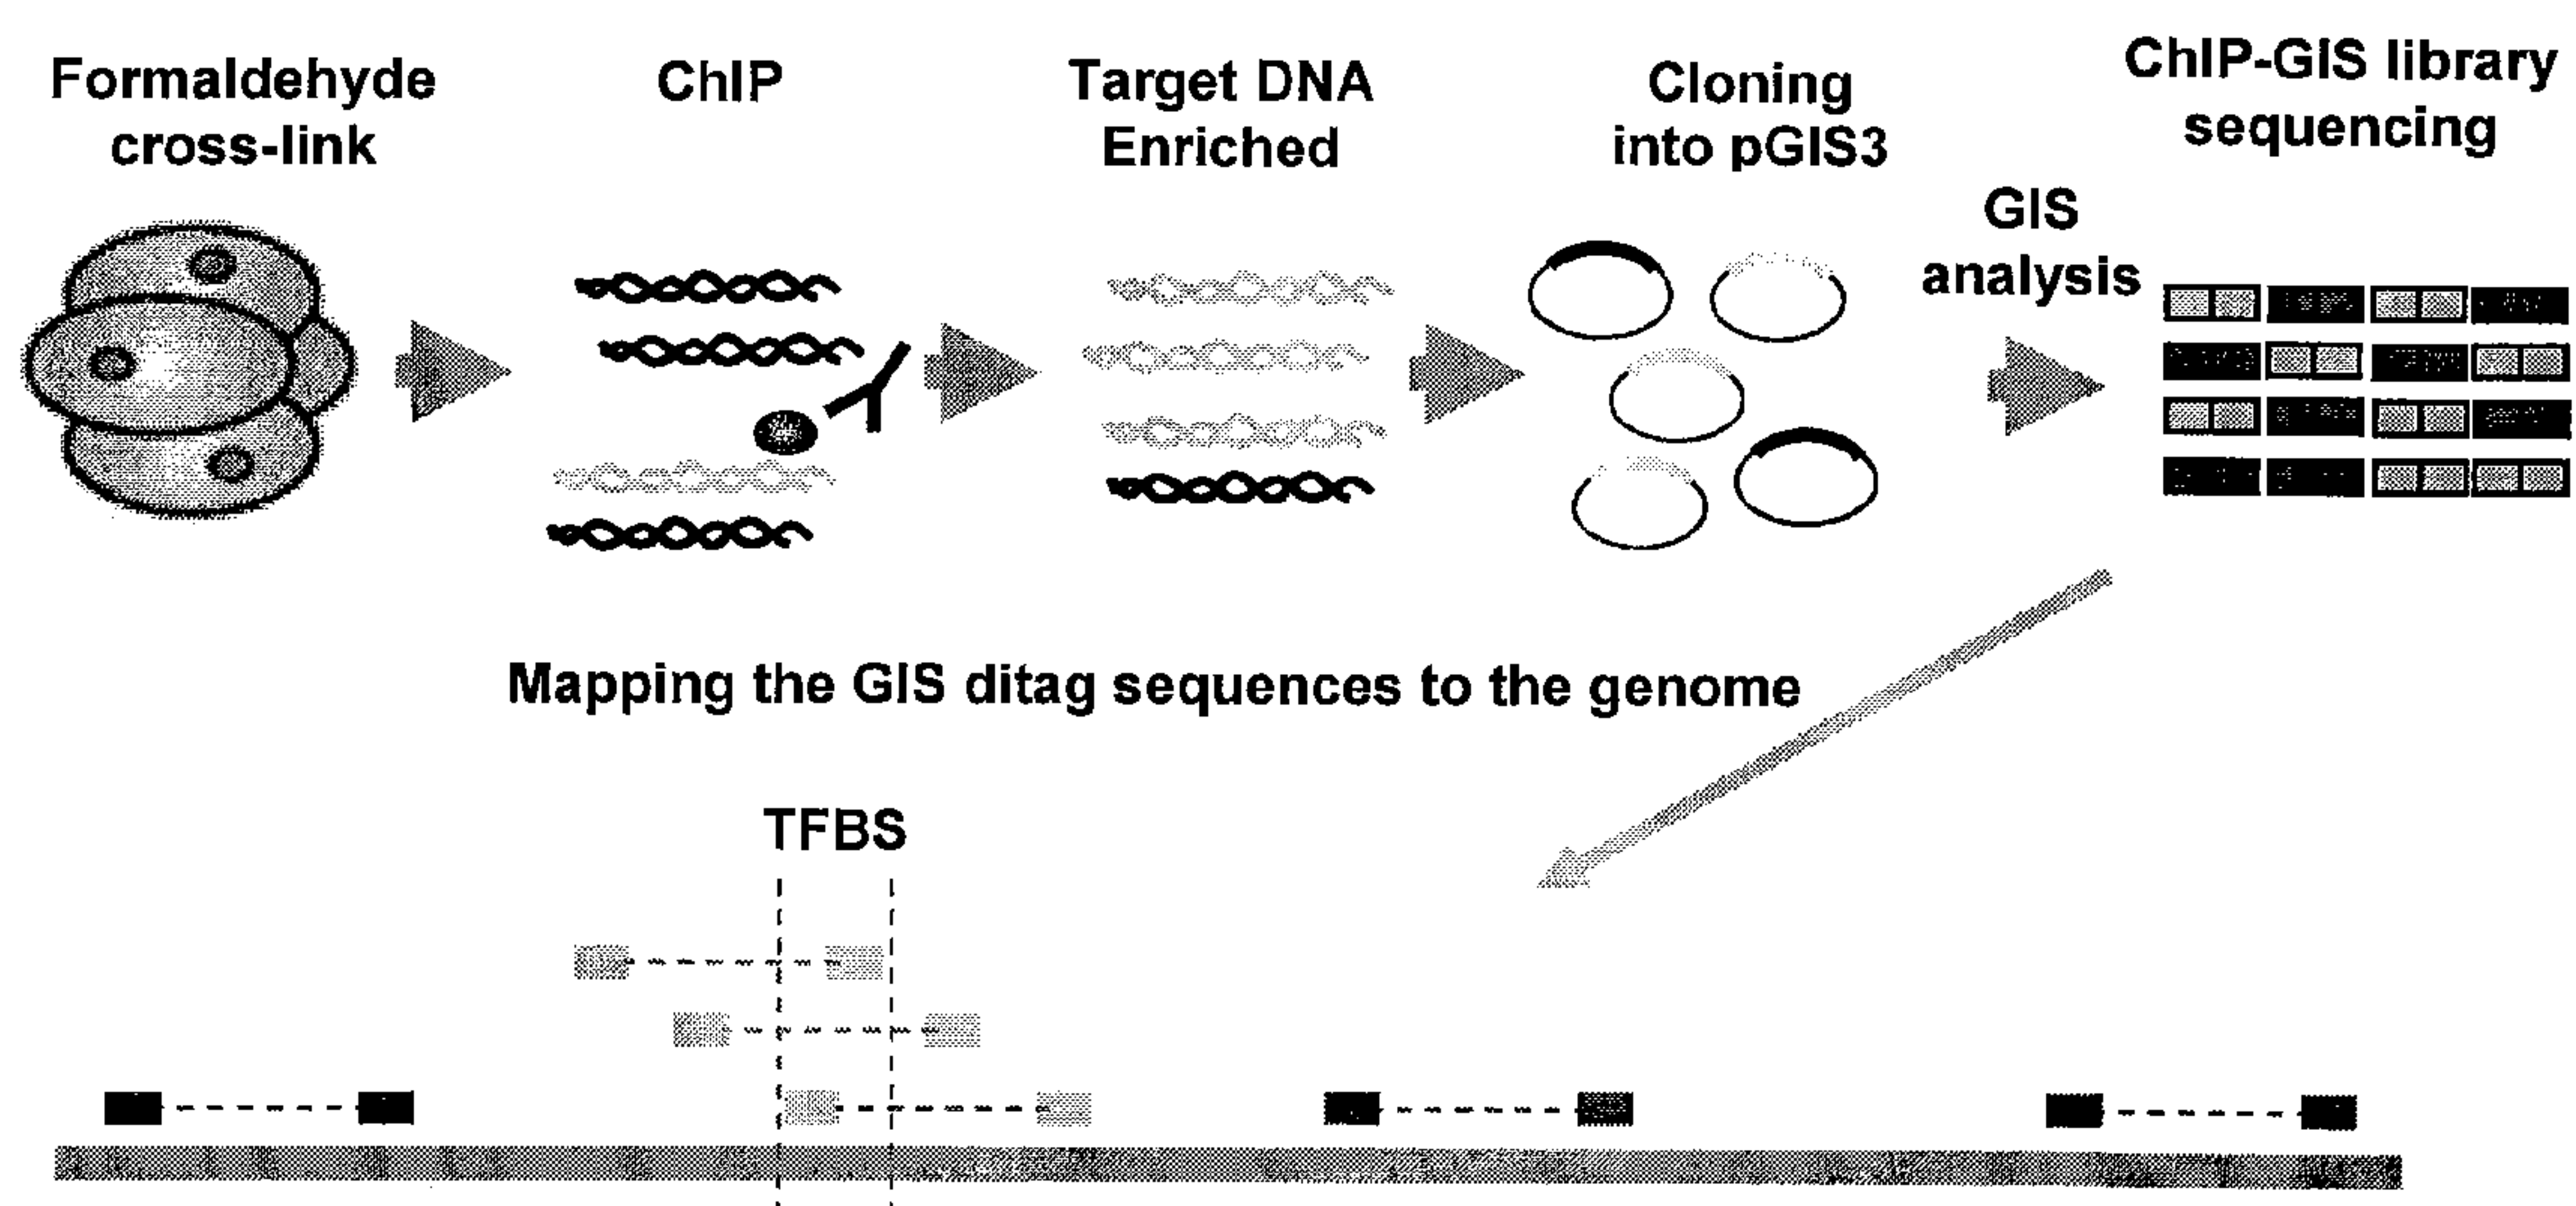 Formaldehyde
cross-link
ChIP
Target DNA
Enriched
Cloning
into pGIS3
GIS
analysis
ChIP-GIS library
sequencing
Mapping the GIS ditag sequences to the genome
TFBS